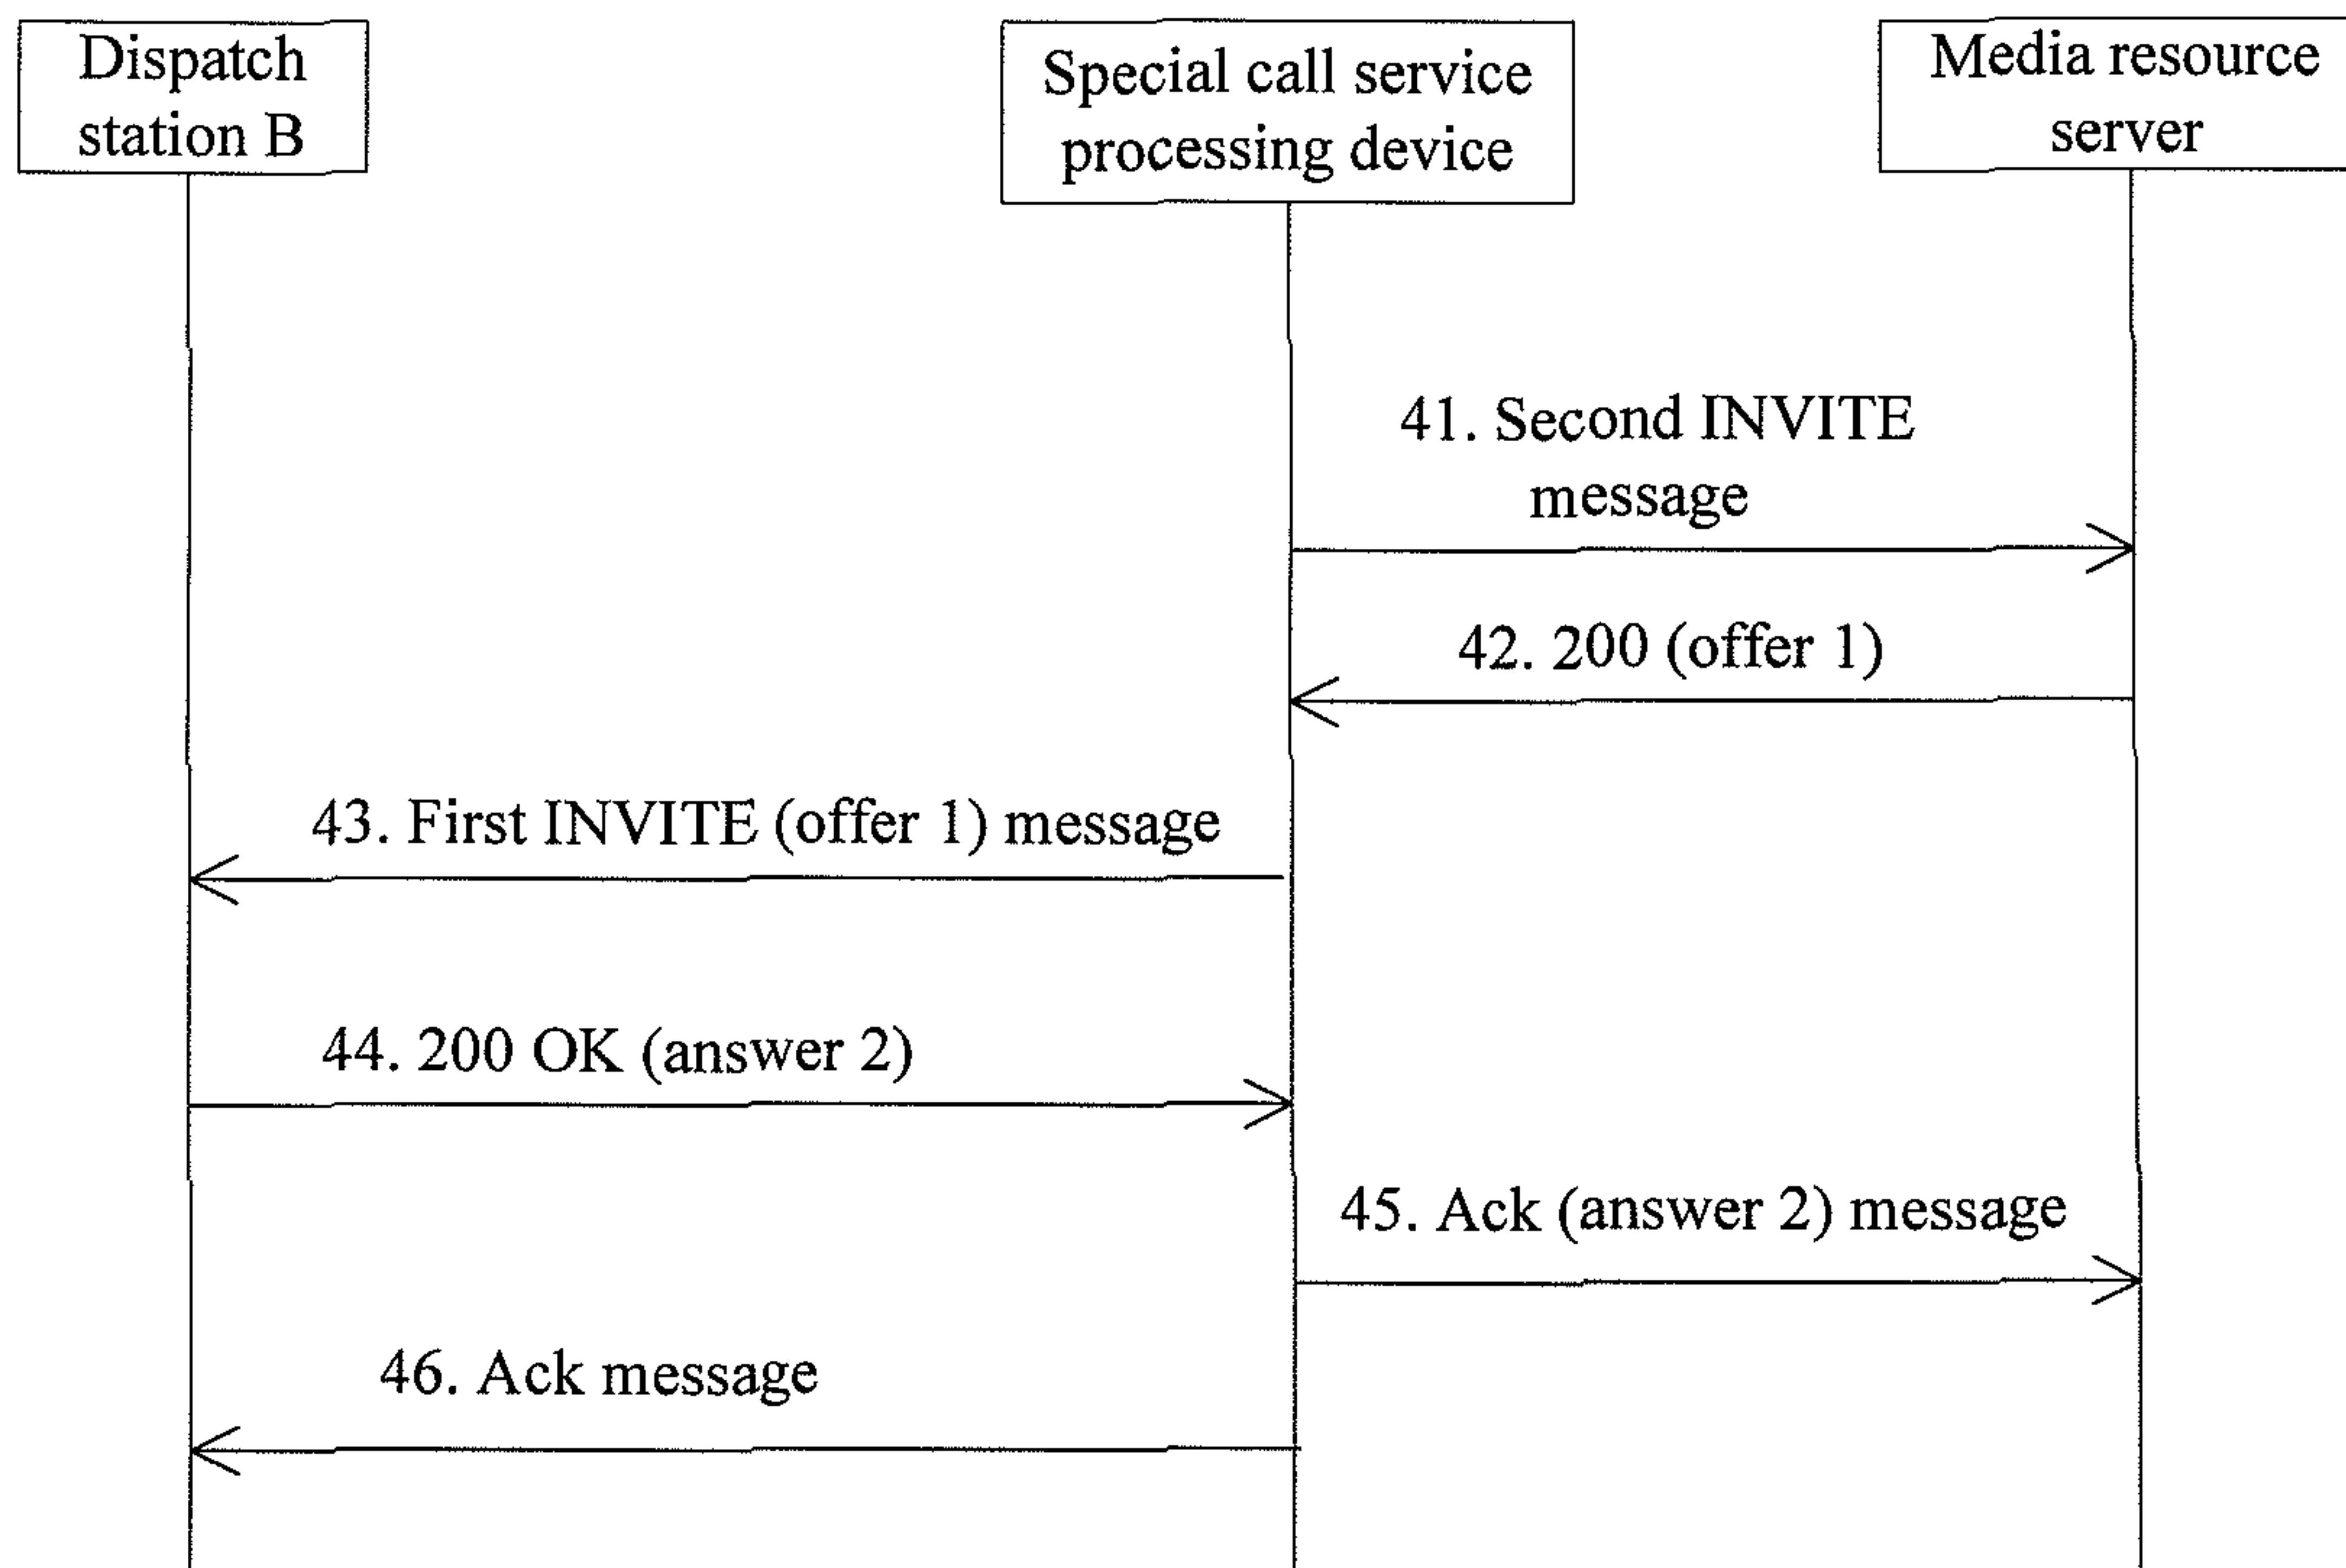 Dispatch
station B
Special call service
processing device
Media resource
server
41. Second INVITE
message
42. 200 (offer 1)
43. First INVITE (offer 1) message
44. 200 OK (answer 2)
45. Ack (answer 2) message
46. Ack message